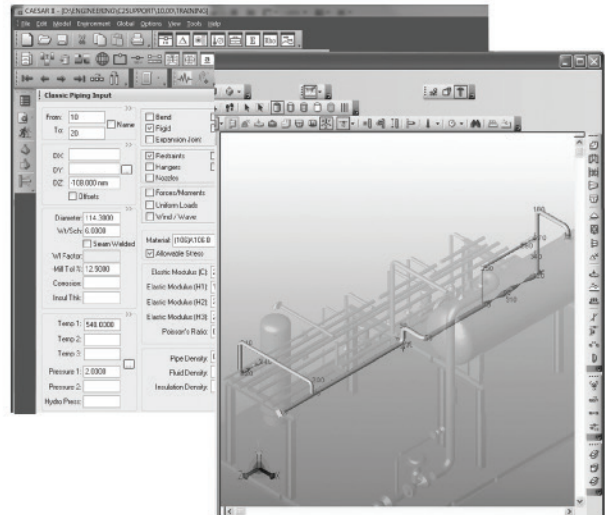 CAESAR II - [D:\ENGINEERING\C2SUPPORT\10,00\TRAINING\
File Edit Model Environment Global Options View Tools Help
Classic Piping Input
From: 10
To: 20
Name
DX:
DY:
DZ: -108.000 mm
Offsets
Diameter: 114.3000
Wt/Sch: 6.0000
Seam Welded
WI Factor:
-Mill Tol %: 12.5000
Corrosion:
Insul Thk:
Temp 1: 540.0000
Temp 2:
Temp 3:
Pressure 1: 2.0000
Pressure 2:
Hydro Press:
Bend
Rigid
Expansion Joint
Restraints
Hangers
Nozzles
Forces/Moments
Uniform Loads
Wind / Wave
Material: (106)A106 B
Allowable Stress
Elastic Modulus (C):
Elastic Modulus (H1):
Elastic Modulus (H2):
Elastic Modulus (H3):
Poisson's Ratio:
Pipe Density:
Fluid Density:
Insulation Density: